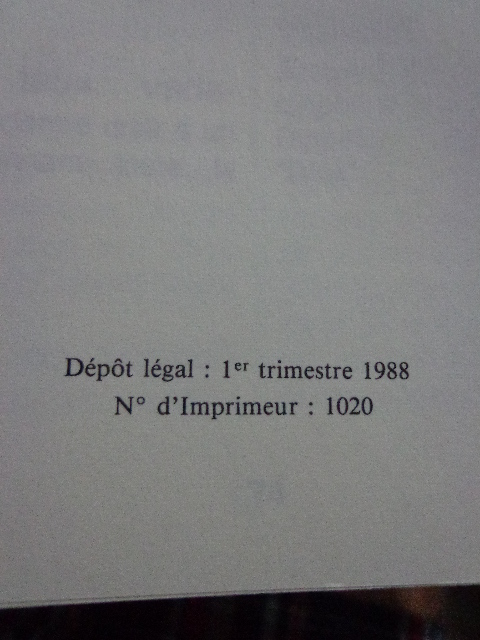 Dépôt légal : 1er trimestre 1988
N° d'Imprimeur : 1020